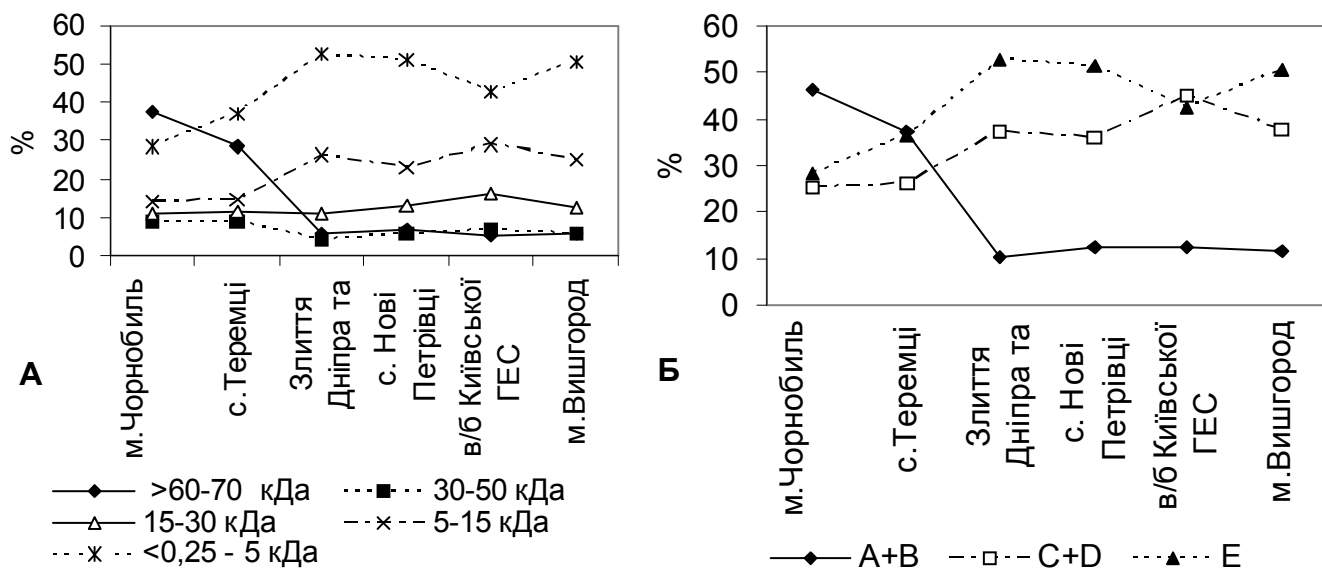 60
50
40
30
20
10
0
%
м.Чорнобиль
с.Теремці
Злиття
Дніпра та
с. Нові
Петрівці
в/б Київської
ГЕС
м.Вишгород
А
>60-70 кДа
30-50 кДа
15-30 кДа
5-15 кДа
<0,25 - 5 кДа
60
50
40
30
20
10
0
%
м.Чорнобиль
с.Теремці
Злиття
Дніпра та
с. Нові
Петрівці
в/б Київської
ГЕС
м.Вишгород
Б
A+B
C+D
E